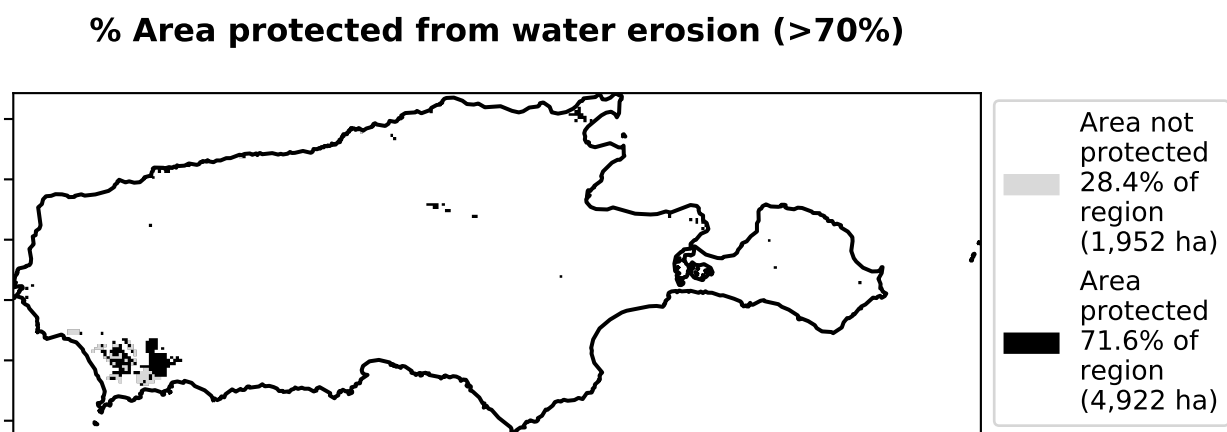 % Area protected from water erosion (>70%)
Area not
protected
28.4% of
region
(1,952 ha)
Area
protected
71.6% of
region
(4,922 ha)